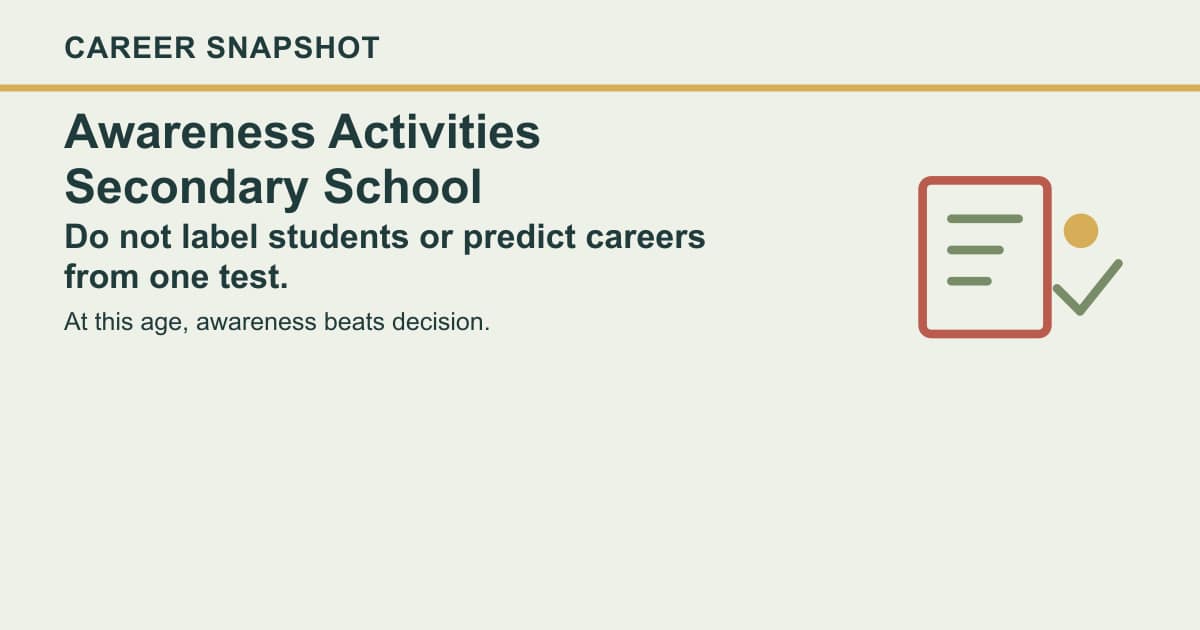 CAREER SNAPSHOT
Awareness Activities
Secondary School
Do not label students or predict careers
from one test.
At this age, awareness beats decision.